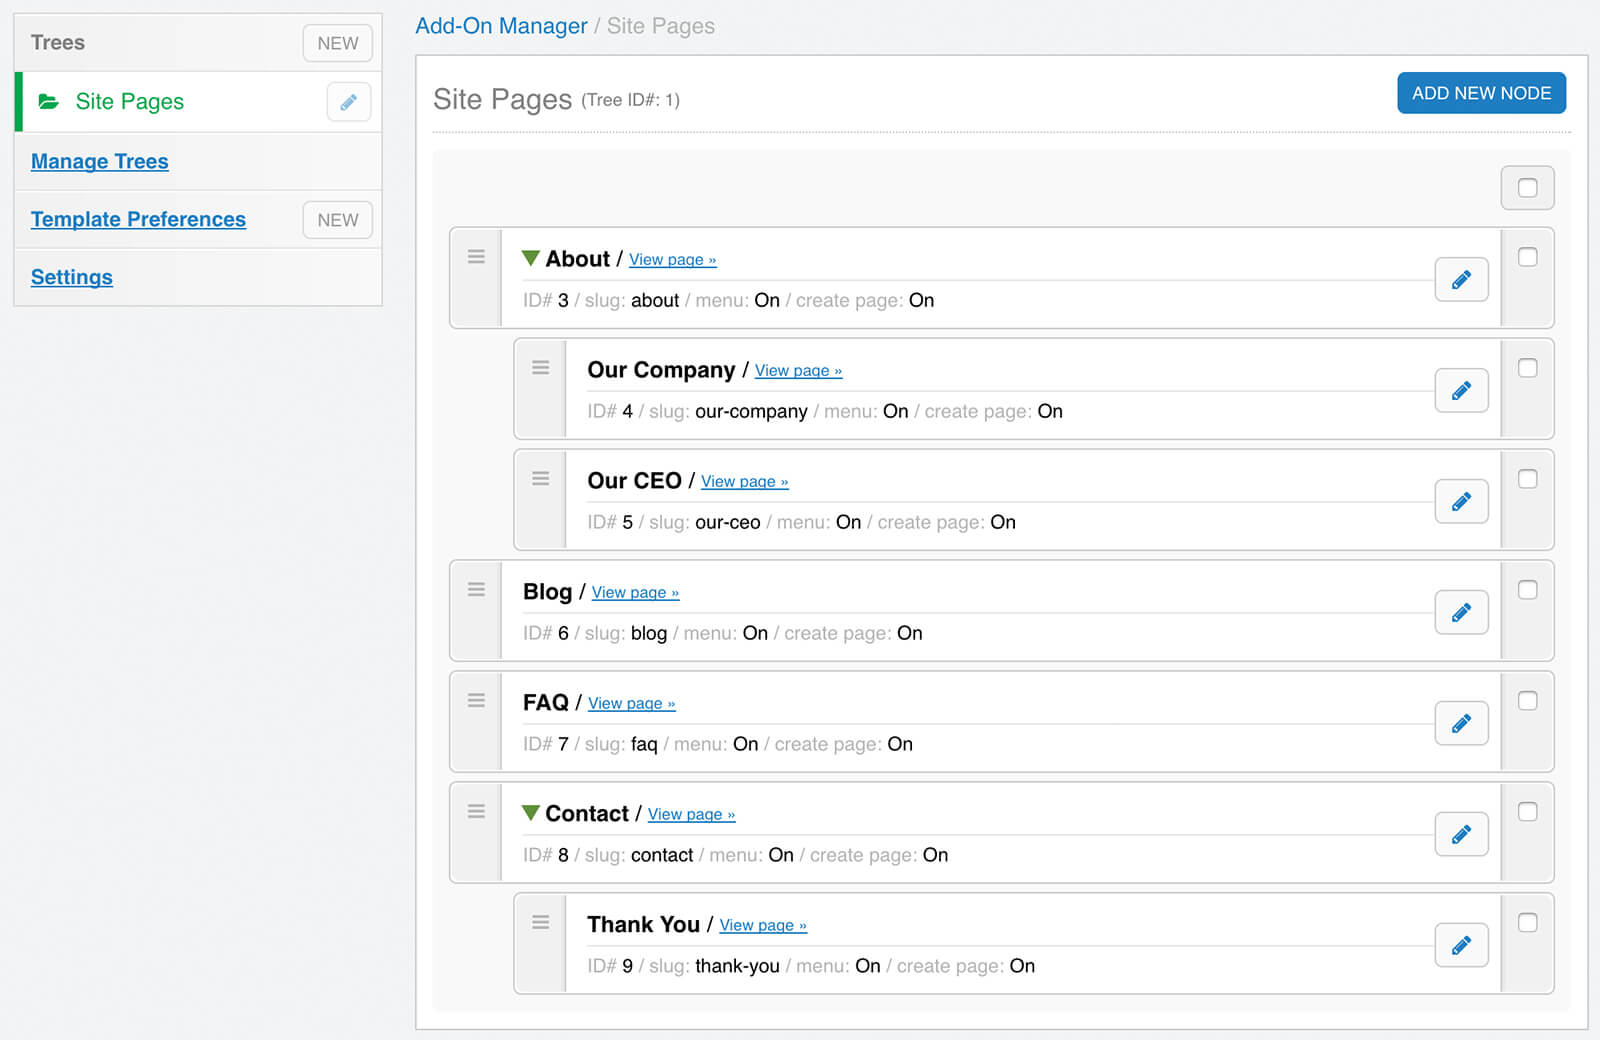 Trees NEW
Site Pages
Manage Trees
Template Preferences NEW
Settings
Add-On Manager / Site Pages
Site Pages (Tree ID#: 1) ADD NEW NODE
About / View page »
ID# 3 / slug: about / menu: On / create page: On
Our Company / View page »
ID# 4 / slug: our-company / menu: On / create page: On
Our CEO / View page »
ID# 5 / slug: our-ceo / menu: On / create page: On
Blog / View page »
ID# 6 / slug: blog / menu: On / create page: On
FAQ / View page »
ID# 7 / slug: faq / menu: On / create page: On
Contact / View page »
ID# 8 / slug: contact / menu: On / create page: On
Thank You / View page »
ID# 9 / slug: thank-you / menu: On / create page: On